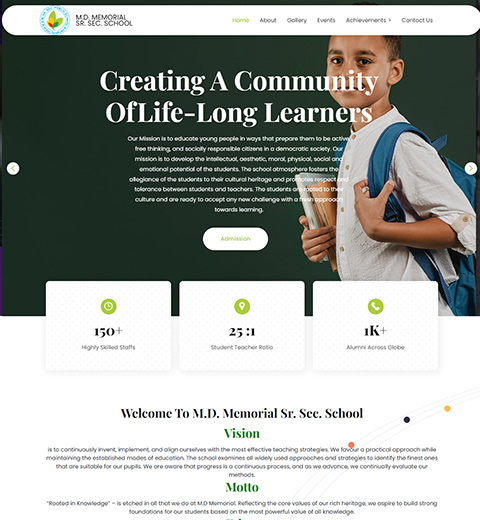 M.D. MEMORIAL
SR. SEC. SCHOOL
Home About Gallery Events Achievements > Contact Us
Creating A Community
OfLife-Long Learners
Our Mission is to educate young people in ways that prepare them to be active,
free thinking, and socially responsible citizens in a democratic society. Our
mission is to develop the intellectual, aesthetic, moral, physical, social and
emotional potential of the students. The school atmosphere fosters the
allegiance of the students to their cultural heritage and promotes respect and
tolerance between students and teachers. The students are rooted to their
culture and are ready to accept any new challenge with a fresh approach
towards learning.
Admission
150+
Highly Skilled Staffs
25 :1
Student Teacher Ratio
1K+
Alumni Across Globe
Welcome To M.D. Memorial Sr. Sec. School
Vision
is to continuously invent, implement, and align ourselves with the most effective teaching strategies. We favour a practical approach while
maintaining the established modes of education. The school examines all widely used approaches and strategies to identify the finest ones
that are suitable for our pupils. We are aware that progress is a continuous process, and as we advance, we continually evaluate our
methods.
Motto
"Rooted in Knowledge" – is etched in all that we do at M.D Memorial. Reflecting the core values of our rich heritage, we aspire to build strong
foundations for our students based on the most powerful value of all knowledge.